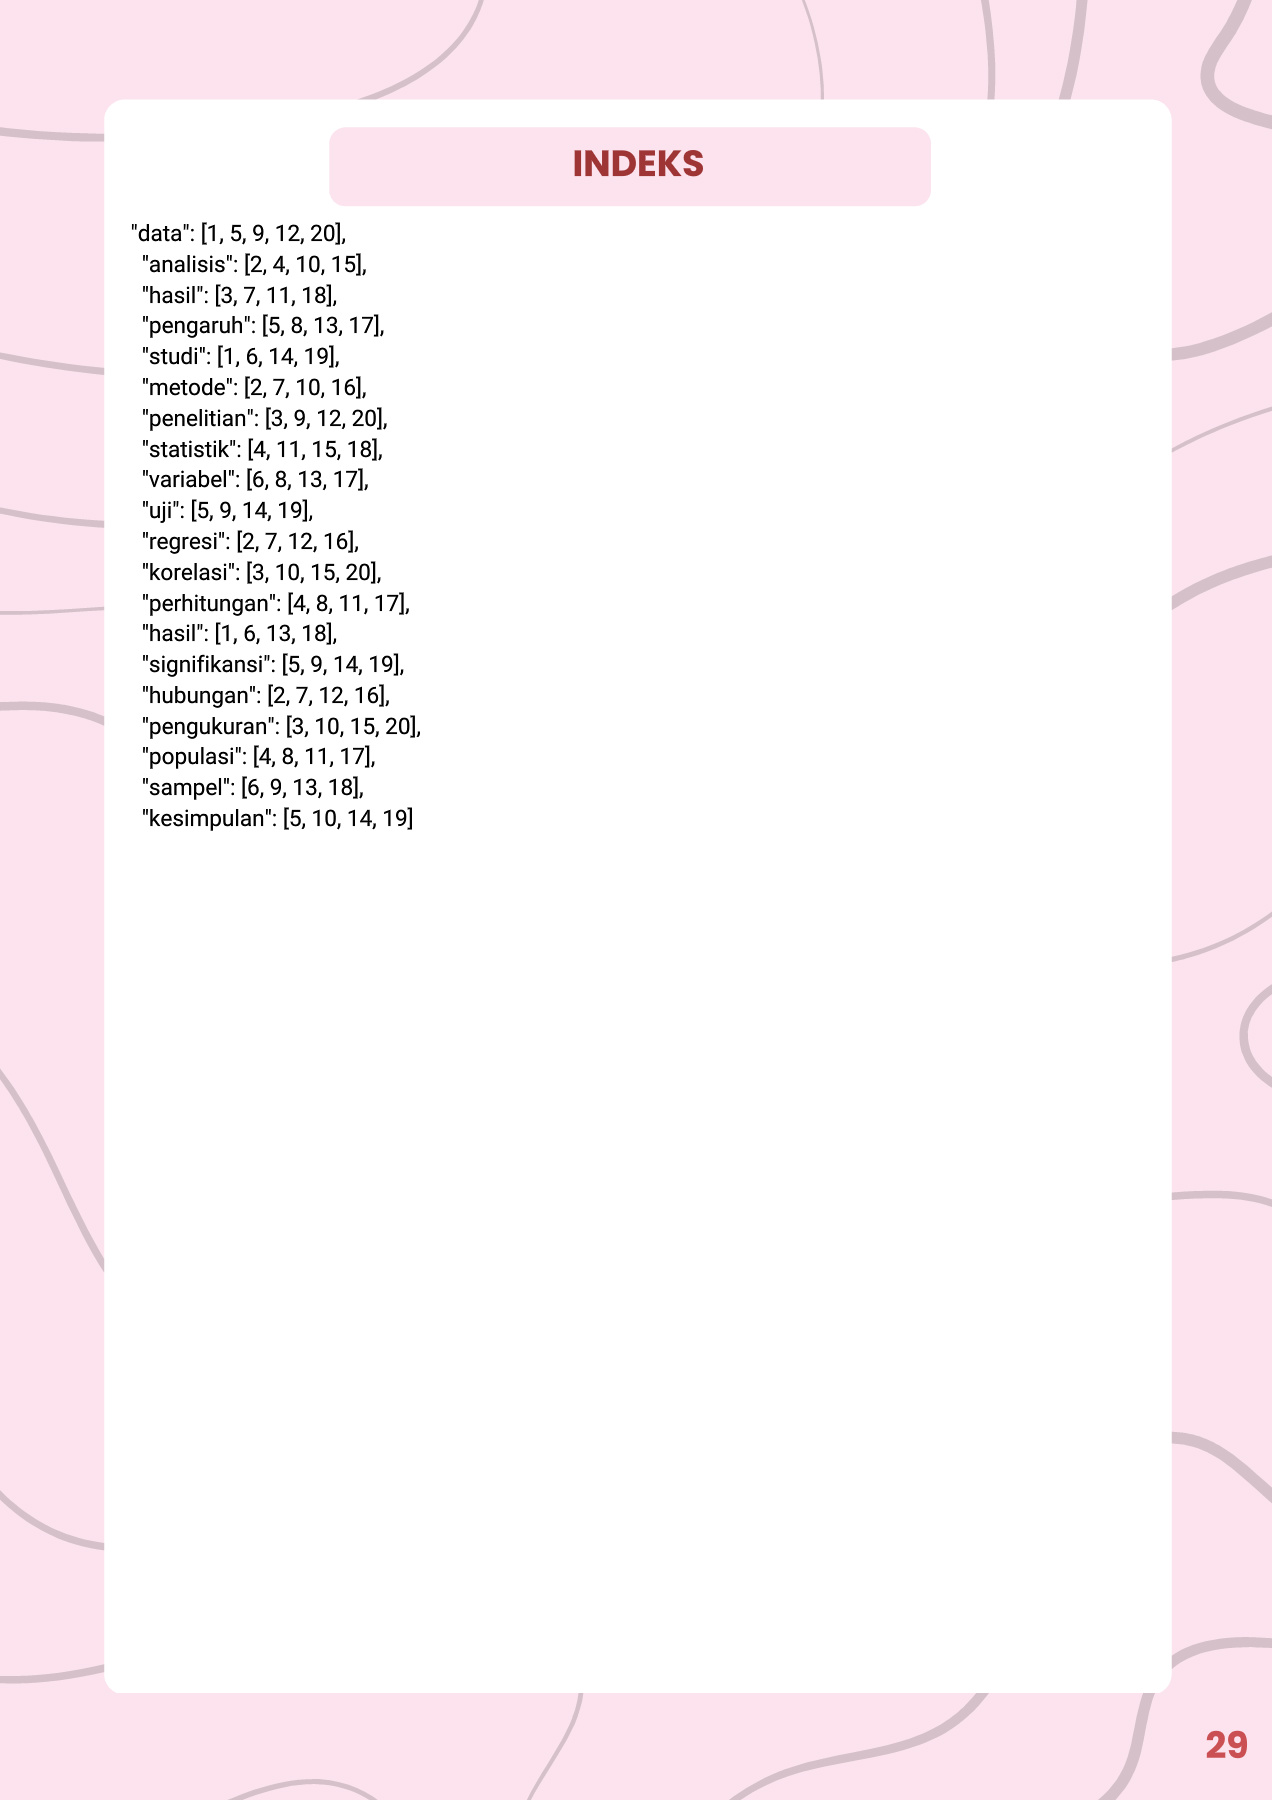 INDEKS
"data": [1, 5, 9, 12, 20],
"analisis": [2, 4, 10, 15],
"hasil": [3, 7, 11, 18],
"pengaruh": [5, 8, 13, 17],
"studi": [1, 6, 14, 19],
"metode": [2, 7, 10, 16],
"penelitian": [3, 9, 12, 20],
"statistik": [4, 11, 15, 18],
"variabel": [6, 8, 13, 17],
"uji": [5, 9, 14, 19],
"regresi": [2, 7, 12, 16],
"korelasi": [3, 10, 15, 20],
"perhitungan": [4, 8, 11, 17],
"hasil": [1, 6, 13, 18],
"signifikansi": [5, 9, 14, 19],
"hubungan": [2, 7, 12, 16],
"pengukuran": [3, 10, 15, 20],
"populasi": [4, 8, 11, 17],
"sampel": [6, 9, 13, 18],
"kesimpulan": [5, 10, 14, 19]
29